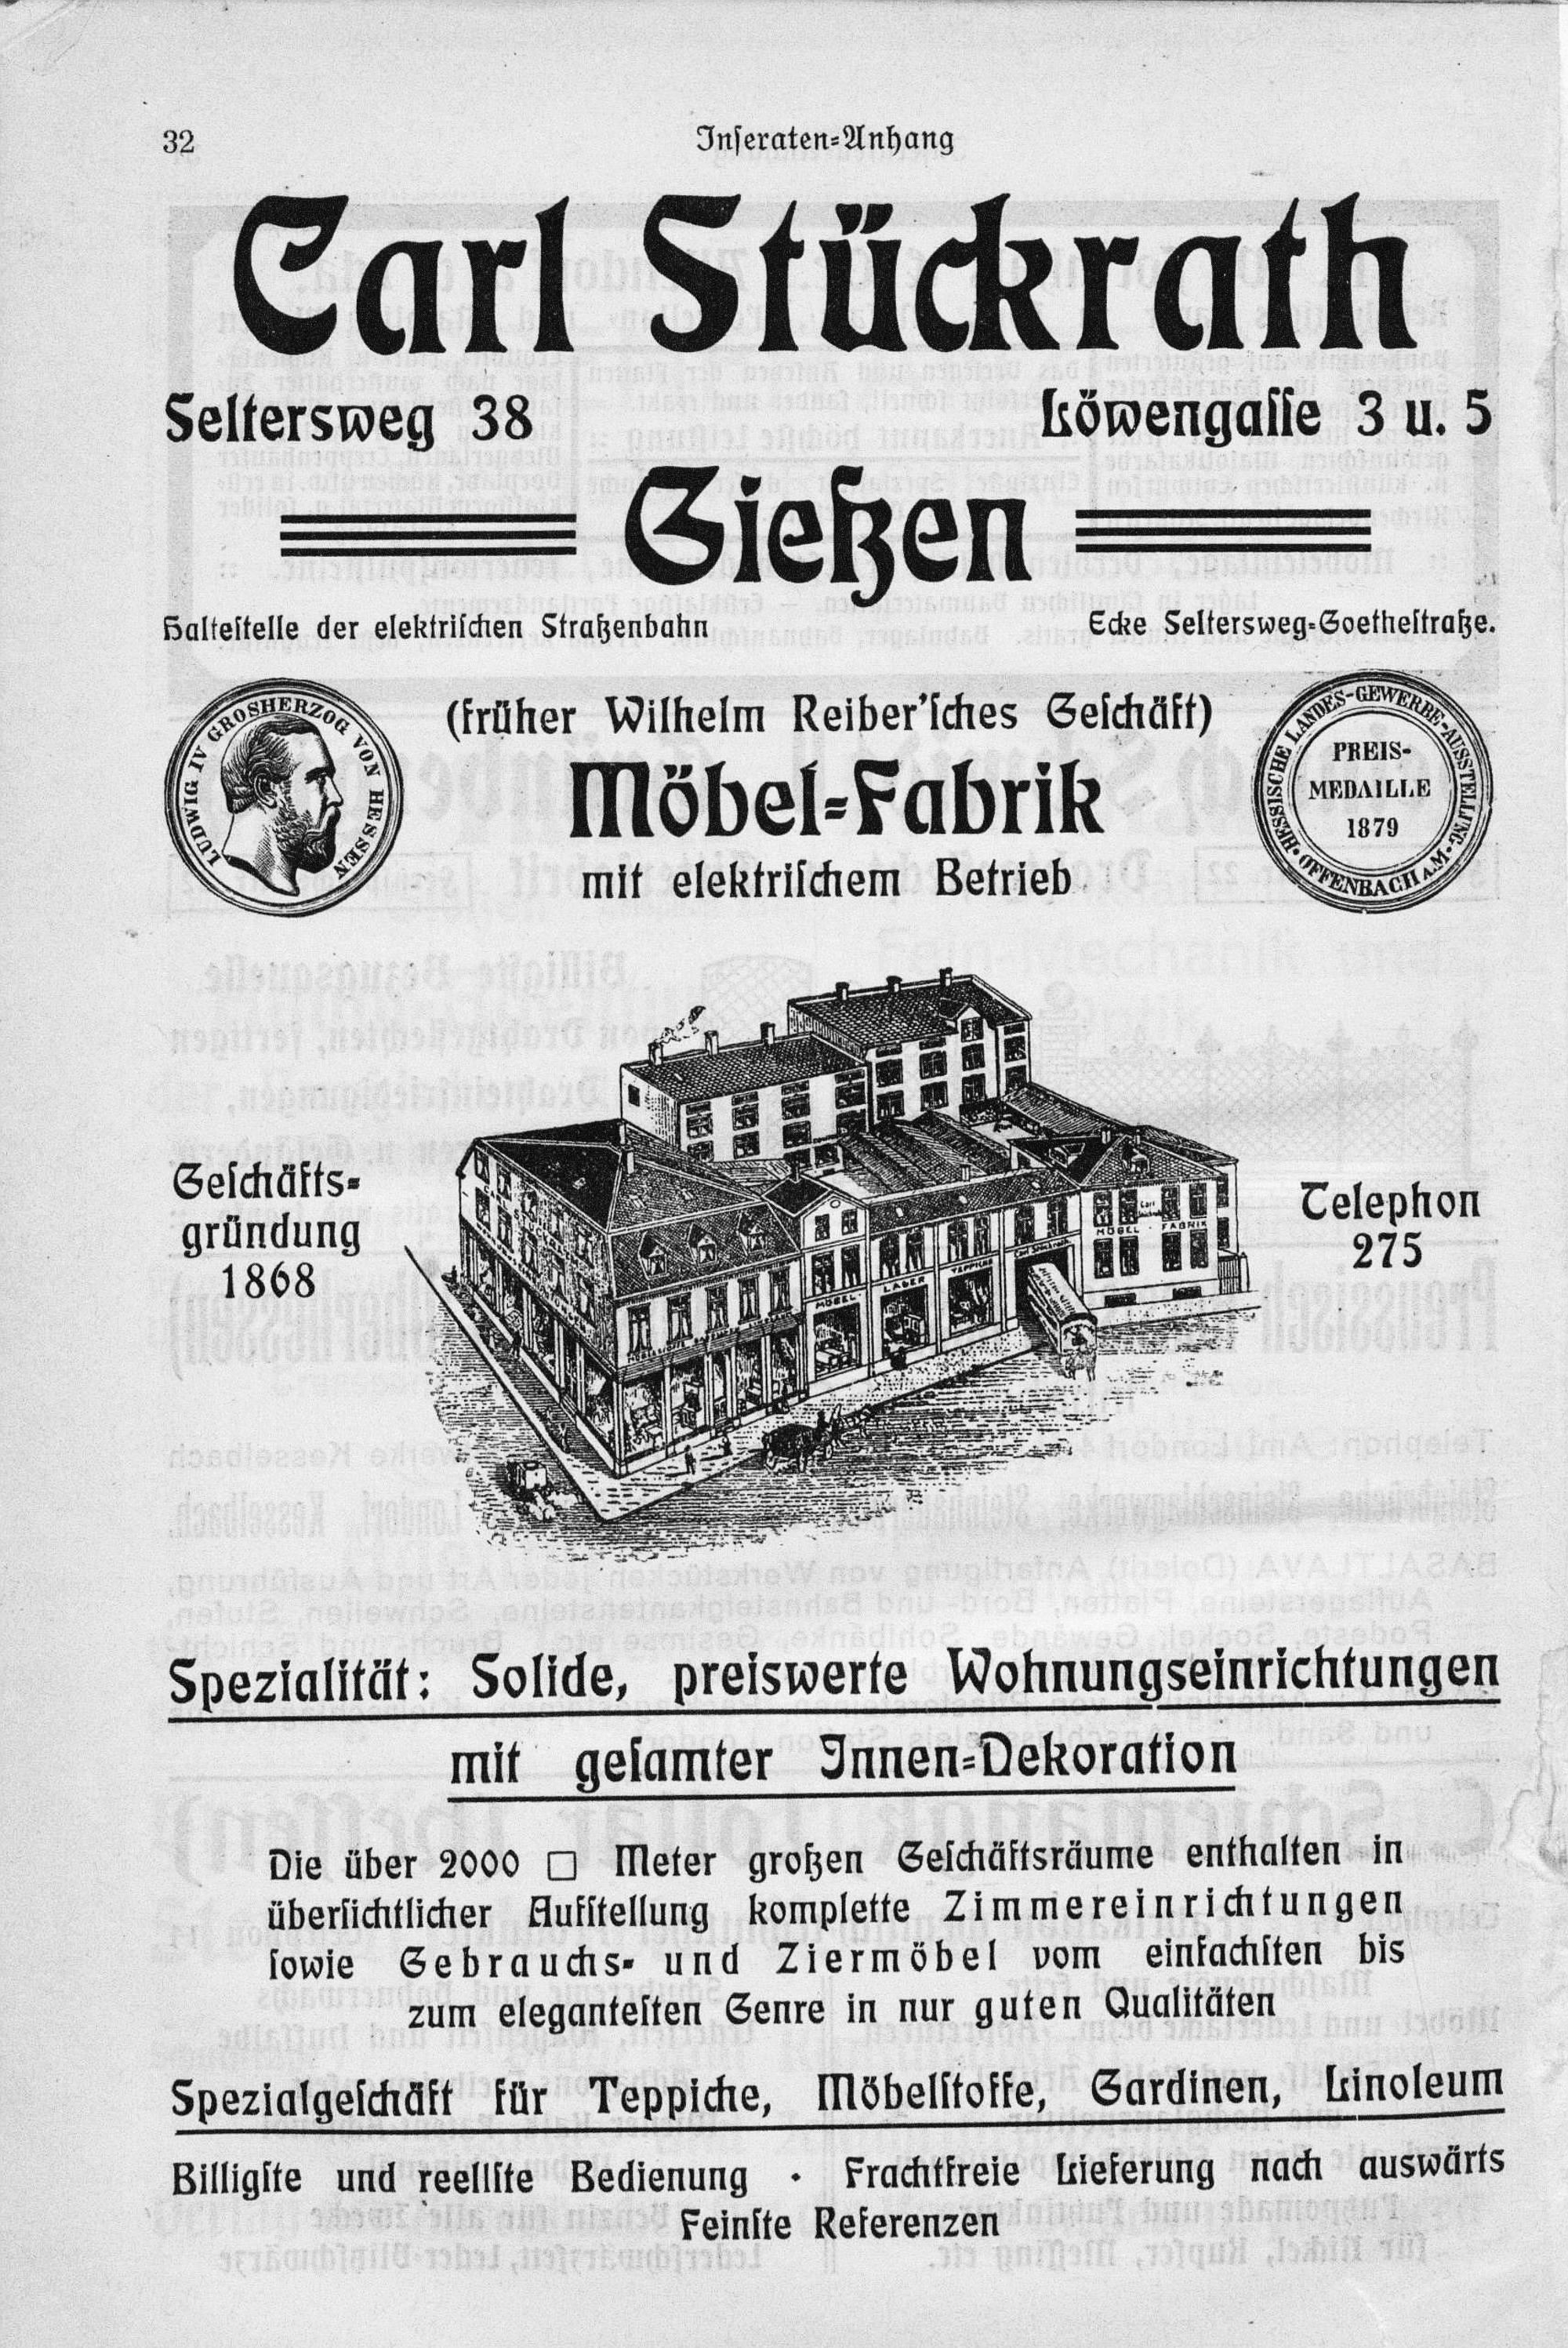 32
Inſeraten=Anhang
Carl Stückrath
Seltersweg 38
Löwengaſſe 3 u. 5
Gießen
Halteſtelle der elektriſchen Straßenbahn
Ecke Seltersweg=Goetheſtraße.
LUDWIG IV GROSHERZOG VON HESSEN
(früher Wilhelm Reiber'ſches Geſchäft)
Möbel=Fabrik
mit elektriſchem Betrieb
HESSISCHE LANDES-GEWERBE-AUSSTELLUNG·
OFFENBACH A.M.
PREIS-
MEDAILLE
1879
Geſchäfts=
gründung
1868
Telephon
275
MÖBEL - FABRIK
MÖBEL-
LAGER
TEPPICHE
Spezialität: Solide, preiswerte Wohnungseinrichtungen
mit geſamter Innen=Dekoration
Die über 2000 □ Meter großen Geſchäftsräume enthalten in
überſichtlicher Aufſtellung komplette Zimmereinrichtungen
ſowie Gebrauchs= und Ziermöbel vom einfachſten bis
zum eleganteſten Genre in nur guten Qualitäten
Spezialgeſchäft für Teppiche, Möbelſtoffe, Gardinen, Linoleum
Billigſte und reellſte Bedienung · Frachtfreie Lieferung nach auswärts
Feinſte Referenzen